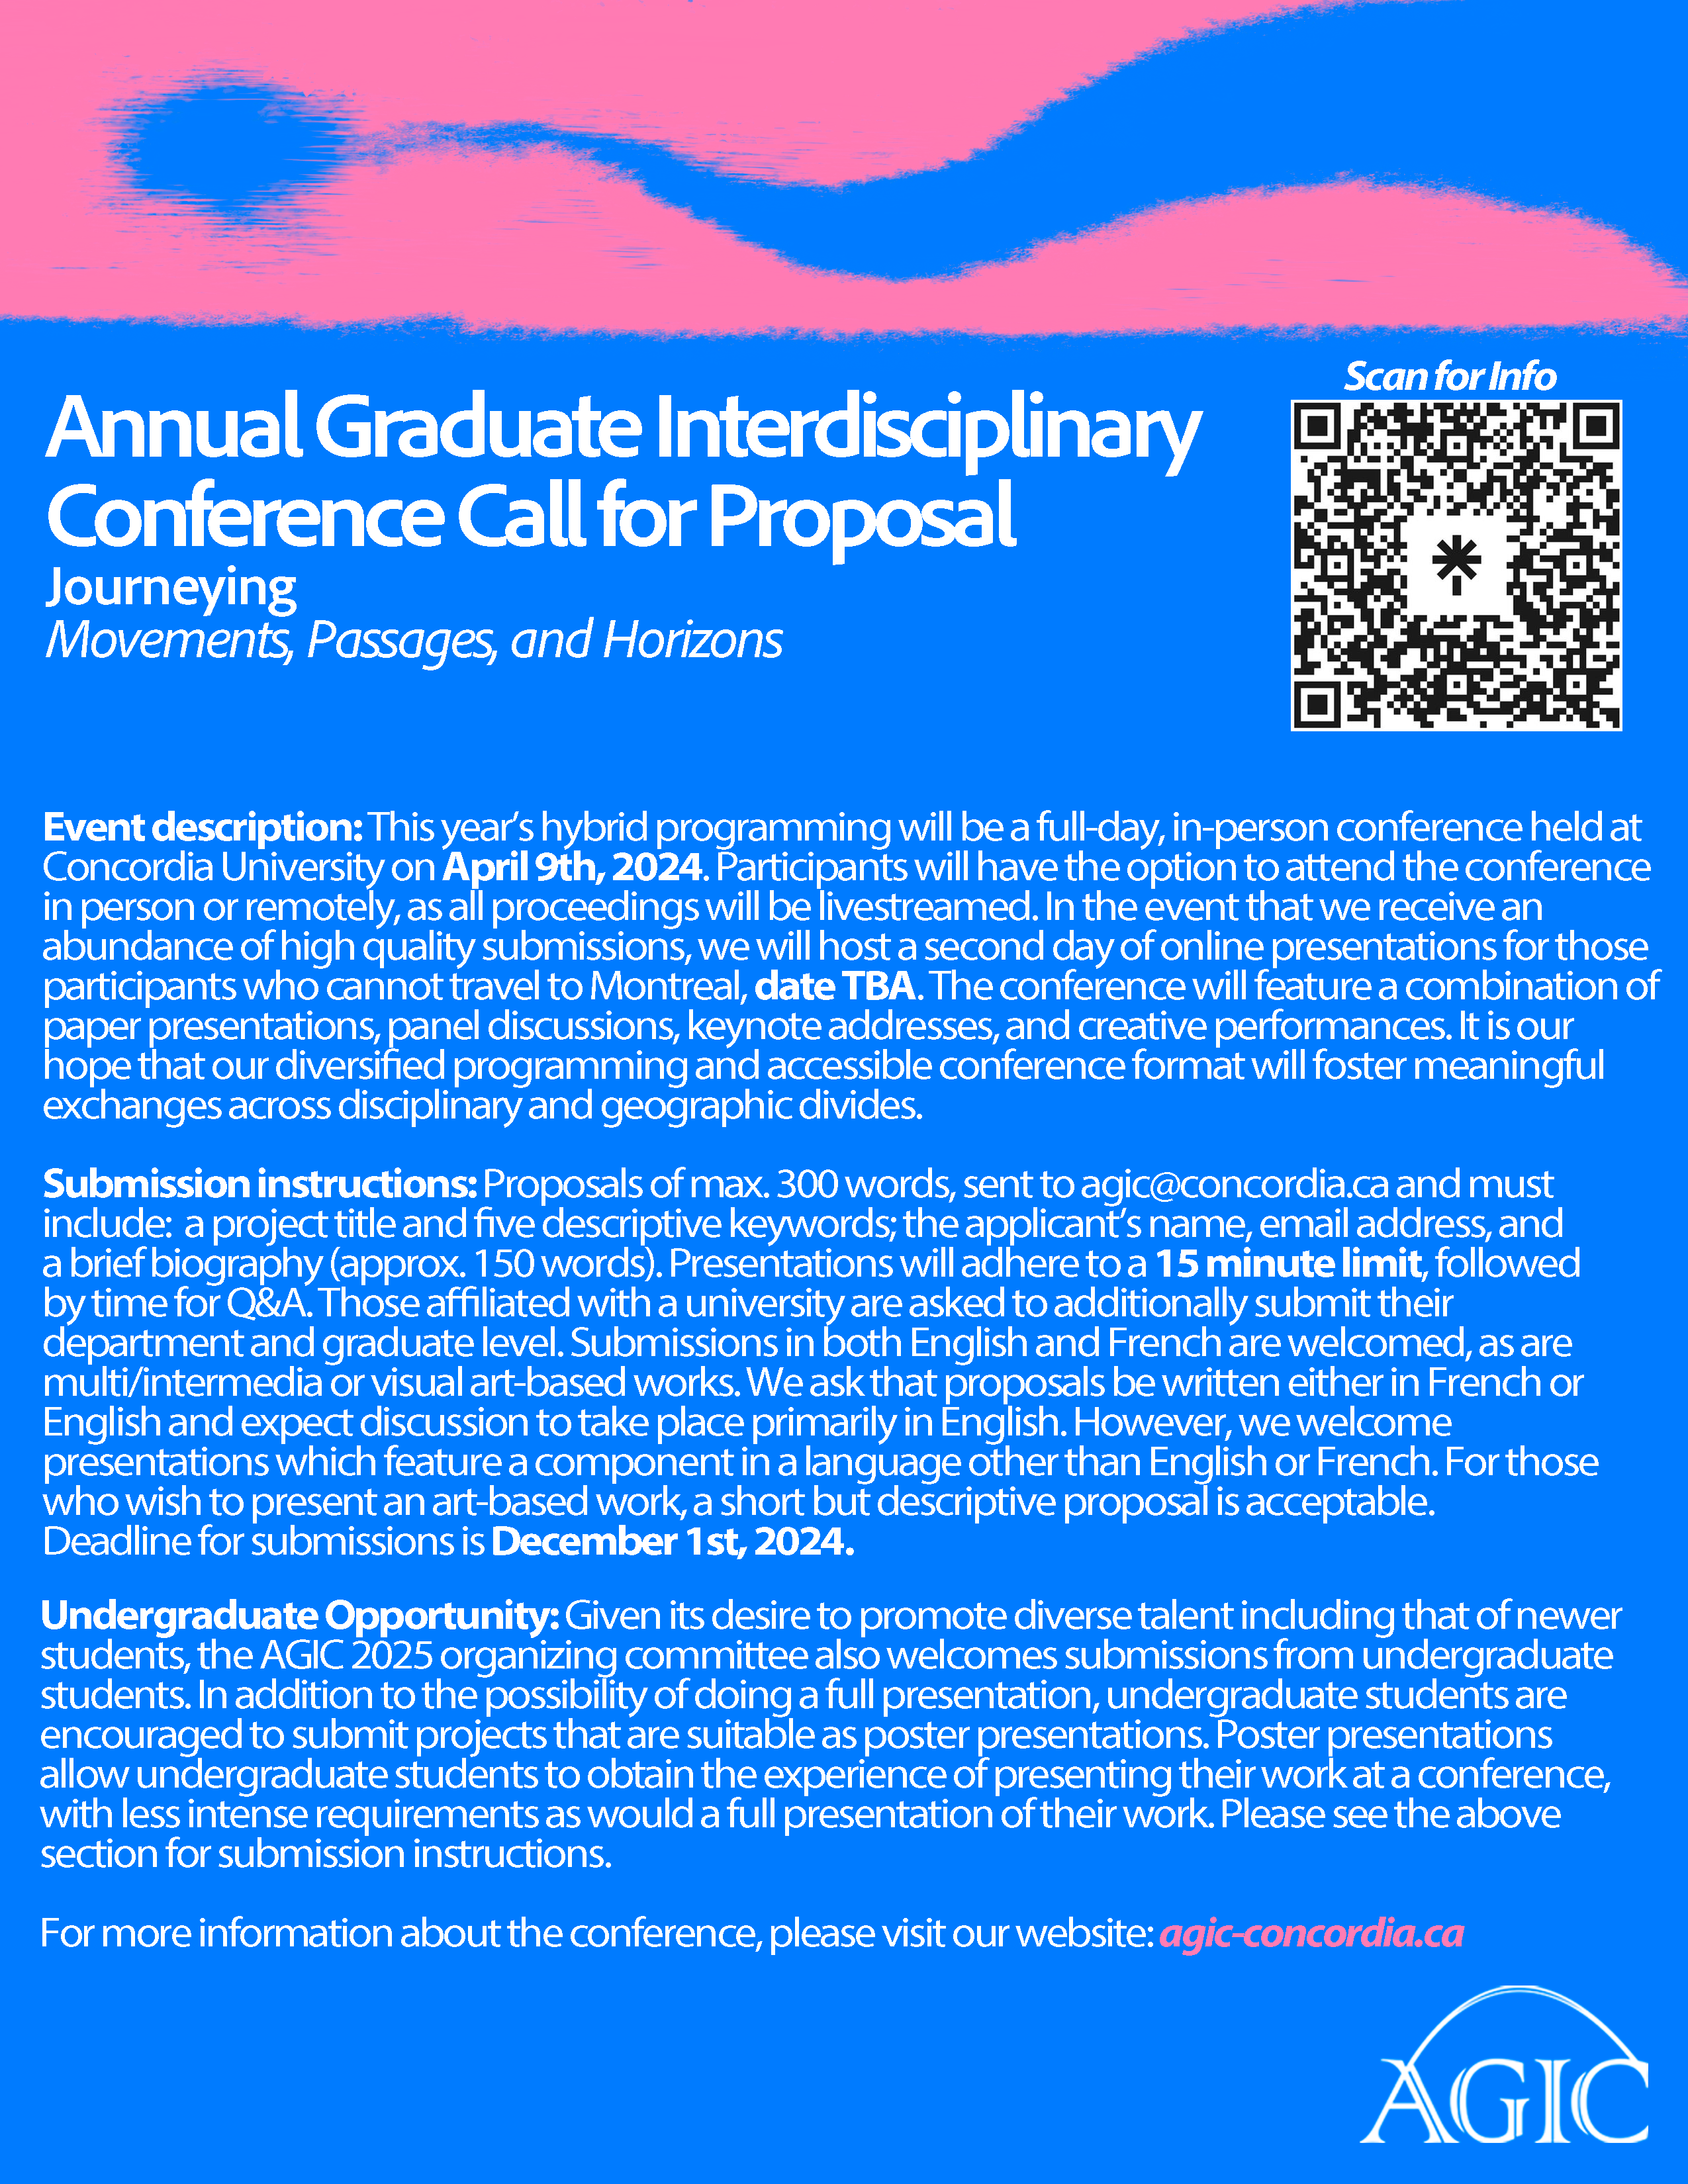 Scan for Info
Annual Graduate Interdisciplinary
Conference Call for Proposal
Journeying
Movements, Passages, and Horizons
Event description: This year's hybrid programming will be a full-day, in-person conference held at
Concordia University on April 9th, 2024. Participants will have the option to attend the conference
in person or remotely, as all proceedings will be livestreamed. In the event that we receive an
abundance of high quality submissions, we will host a second day of online presentations for those
participants who cannot travel to Montreal, date TBA. The conference will feature a combination of
paper presentations, panel discussions, keynote addresses, and creative performances. It is our
hope that our diversified programming and accessible conference format will foster meaningful
exchanges across disciplinary and geographic divides.
Submission instructions: Proposals of max. 300 words, sent to agic@concordia.ca and must
include: a project title and five descriptive keywords; the applicant's name, email address, and
a brief biography (approx. 150 words). Presentations will adhere to a 15 minute limit, followed
by time for Q&A. Those affiliated with a university are asked to additionally submit their
department and graduate level. Submissions in both English and French are welcomed, as are
multi/intermedia or visual art-based works. We ask that proposals be written either in French or
English and expect discussion to take place primarily in English. However, we welcome
presentations which feature a component in a language other than English or French. For those
who wish to present an art-based work, a short but descriptive proposal is acceptable.
Deadline for submissions is December 1st, 2024.
Undergraduate Opportunity: Given its desire to promote diverse talent including that of newer
students, the AGIC 2025 organizing committee also welcomes submissions from undergraduate
students. In addition to the possibility of doing a full presentation, undergraduate students are
encouraged to submit projects that are suitable as poster presentations. Poster presentations
allow undergraduate students to obtain the experience of presenting their work at a conference,
with less intense requirements as would a full presentation of their work. Please see the above
section for submission instructions.
For more information about the conference, please visit our website: agic-concordia.ca
AGIC